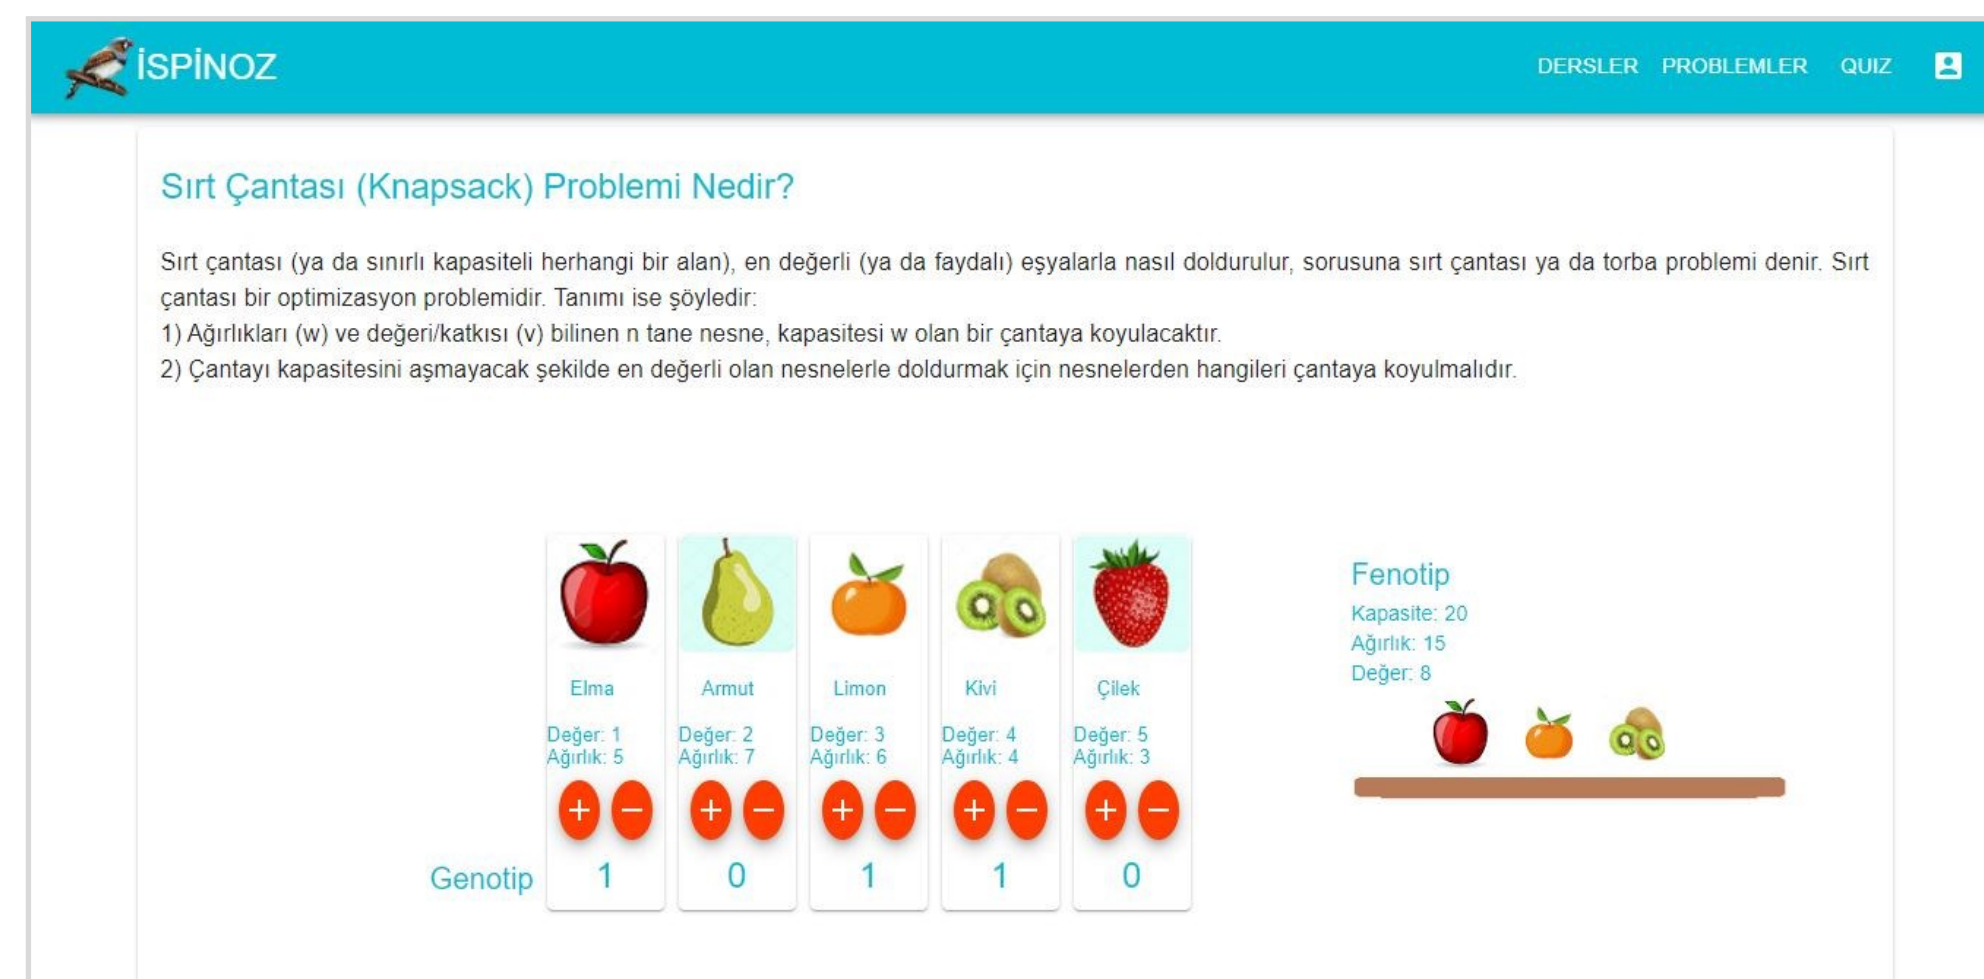 İSPİNOZ
DERSLER PROBLEMLER QUIZ
Sırt Çantası (Knapsack) Problemi Nedir?
Sırt çantası (ya da sınırlı kapasiteli herhangi bir alan), en değerli (ya da faydalı) eşyalarla nasıl doldurulur, sorusuna sırt çantası ya da torba problemi denir. Sırt
çantası bir optimizasyon problemidir. Tanımı ise şöyledir:
1) Ağırlıkları (w) ve değeri/katkısı (v) bilinen n tane nesne, kapasitesi w olan bir çantaya koyulacaktır.
2) Çantayı kapasitesini aşmayacak şekilde en değerli olan nesnelerle doldurmak için nesnelerden hangileri çantaya koyulmalıdır.
Elma Armut Limon Kivi Çilek
Değer: 1 Değer: 2 Değer: 3 Değer: 4 Değer: 5
Ağırlık: 5 Ağırlık: 7 Ağırlık: 6 Ağırlık: 4 Ağırlık: 3
+ − + − + − + − + −
Genotip 1 0 1 1 0
Fenotip
Kapasite: 20
Ağırlık: 15
Değer: 8